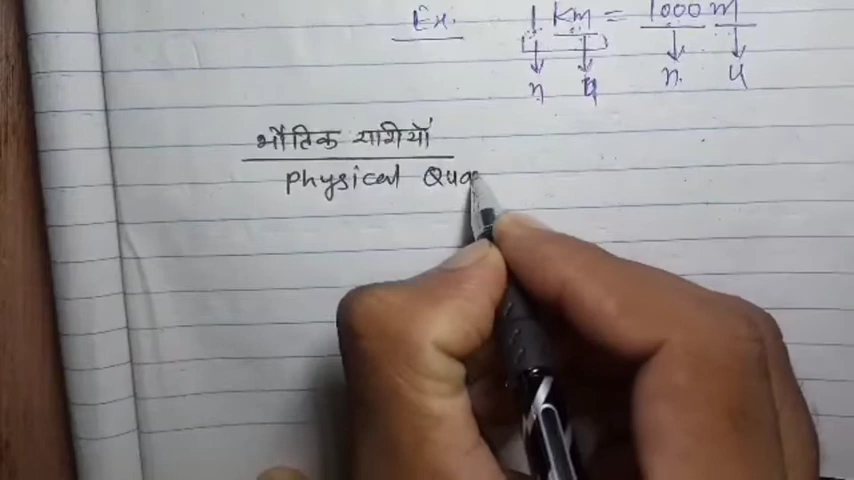 Ex. 1 km = 1000 m
n u n. u
भौतिक राशियाँ
Physical Qua